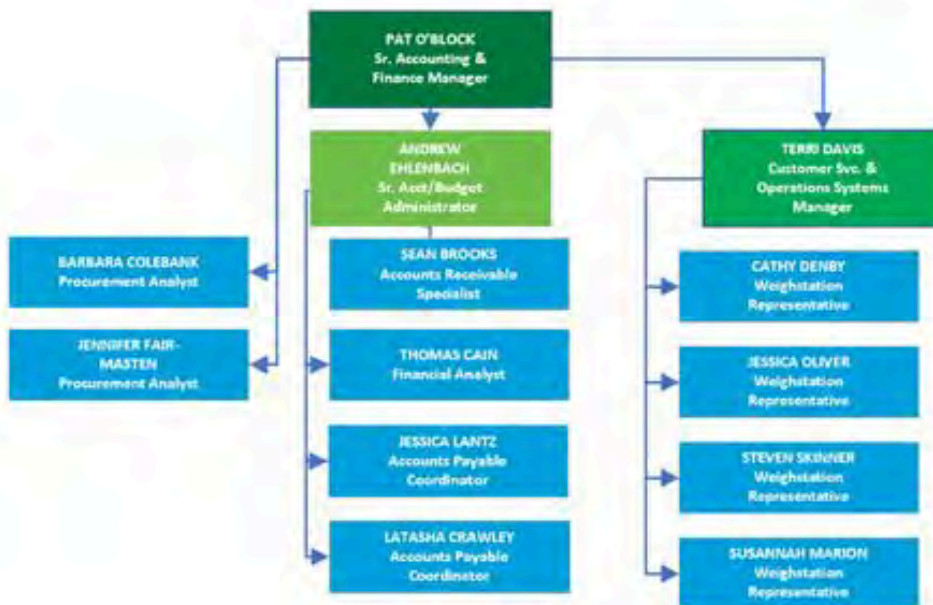 PAT O'BLOCK
Sr. Accounting &
Finance Manager
ANDREW
EHLENBACH
Sr. Acct/Budget
Administrator
TERRI DAVIS
Customer Svc. &
Operations Systems
Manager
BARBARA COLEBANK
Procurement Analyst
JENNIFER FAIR-
MASTEN
Procurement Analyst
SEAN BROOKS
Accounts Receivable
Specialist
THOMAS CAIN
Financial Analyst
JESSICA LANTZ
Accounts Payable
Coordinator
LATASHA CRAWLEY
Accounts Payable
Coordinator
CATHY DENBY
Weighstation
Representative
JESSICA OLIVER
Weighstation
Representative
STEVEN SKINNER
Weighstation
Representative
SUSANNAH MARION
Weighstation
Representative